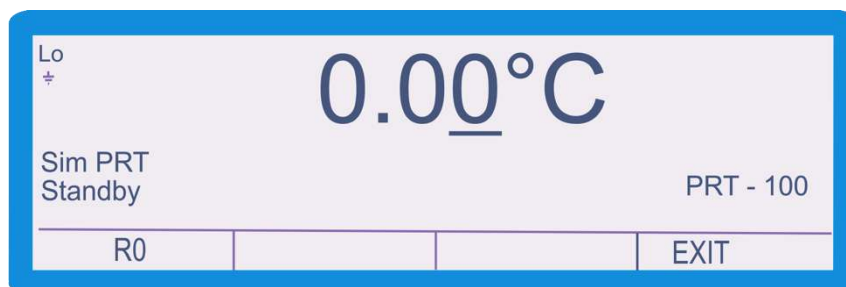 Lo
0.00°C
Sim PRT
Standby
PRT - 100
R0
EXIT